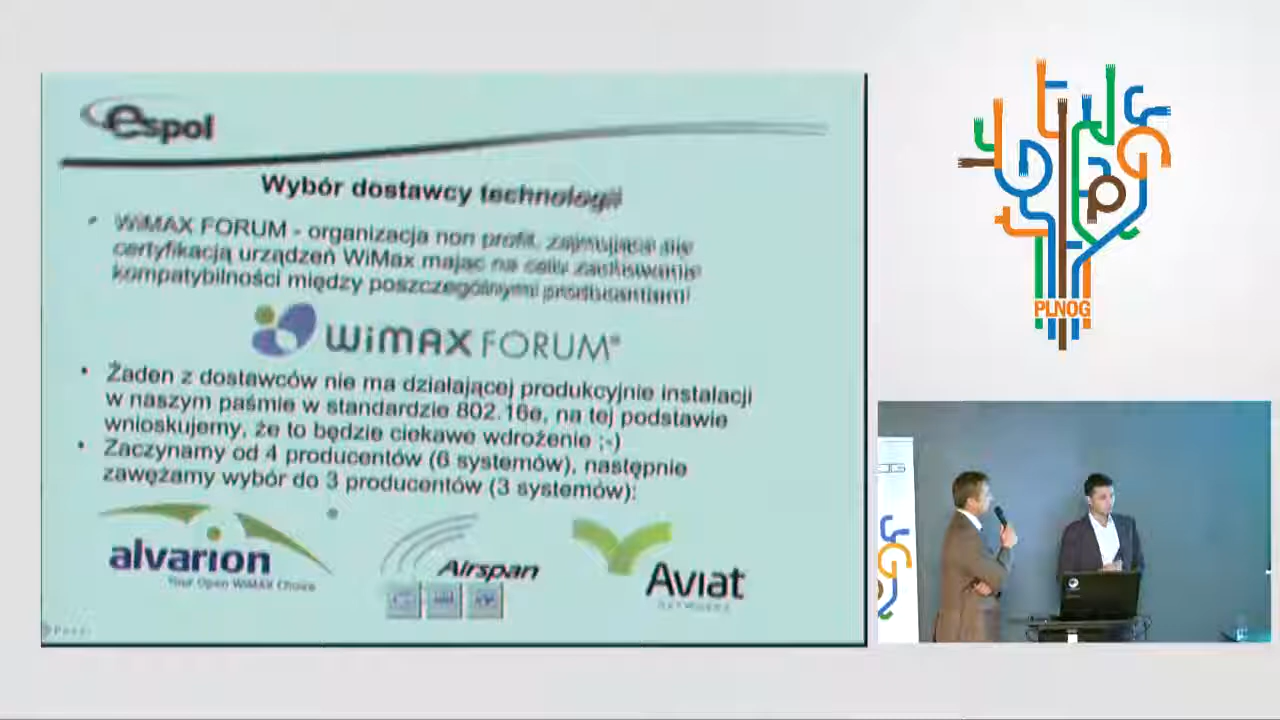 espol
Wybór dostawcy technologii
• WiMAX FORUM - organizacja non profit, zajmująca się
certyfikacją urządzeń WiMax mając na celu
kompatybilności między poszczególnymi producentami
WiMAX FORUM®
• Żaden z dostawców nie ma działającej produkcyjnie instalacji
w naszym paśmie w standardzie 802.16e, na tej podstawie
wnioskujemy, że to będzie ciekawe wdrożenie ;-)
• Zaczynamy od 4 producentów (6 systemów), następnie
zawężamy wybór do 3 producentów (3 systemów):
alvarion
Your Open WiMAX Choice
Airspan
Aviat
NETWORKS
PLNOG